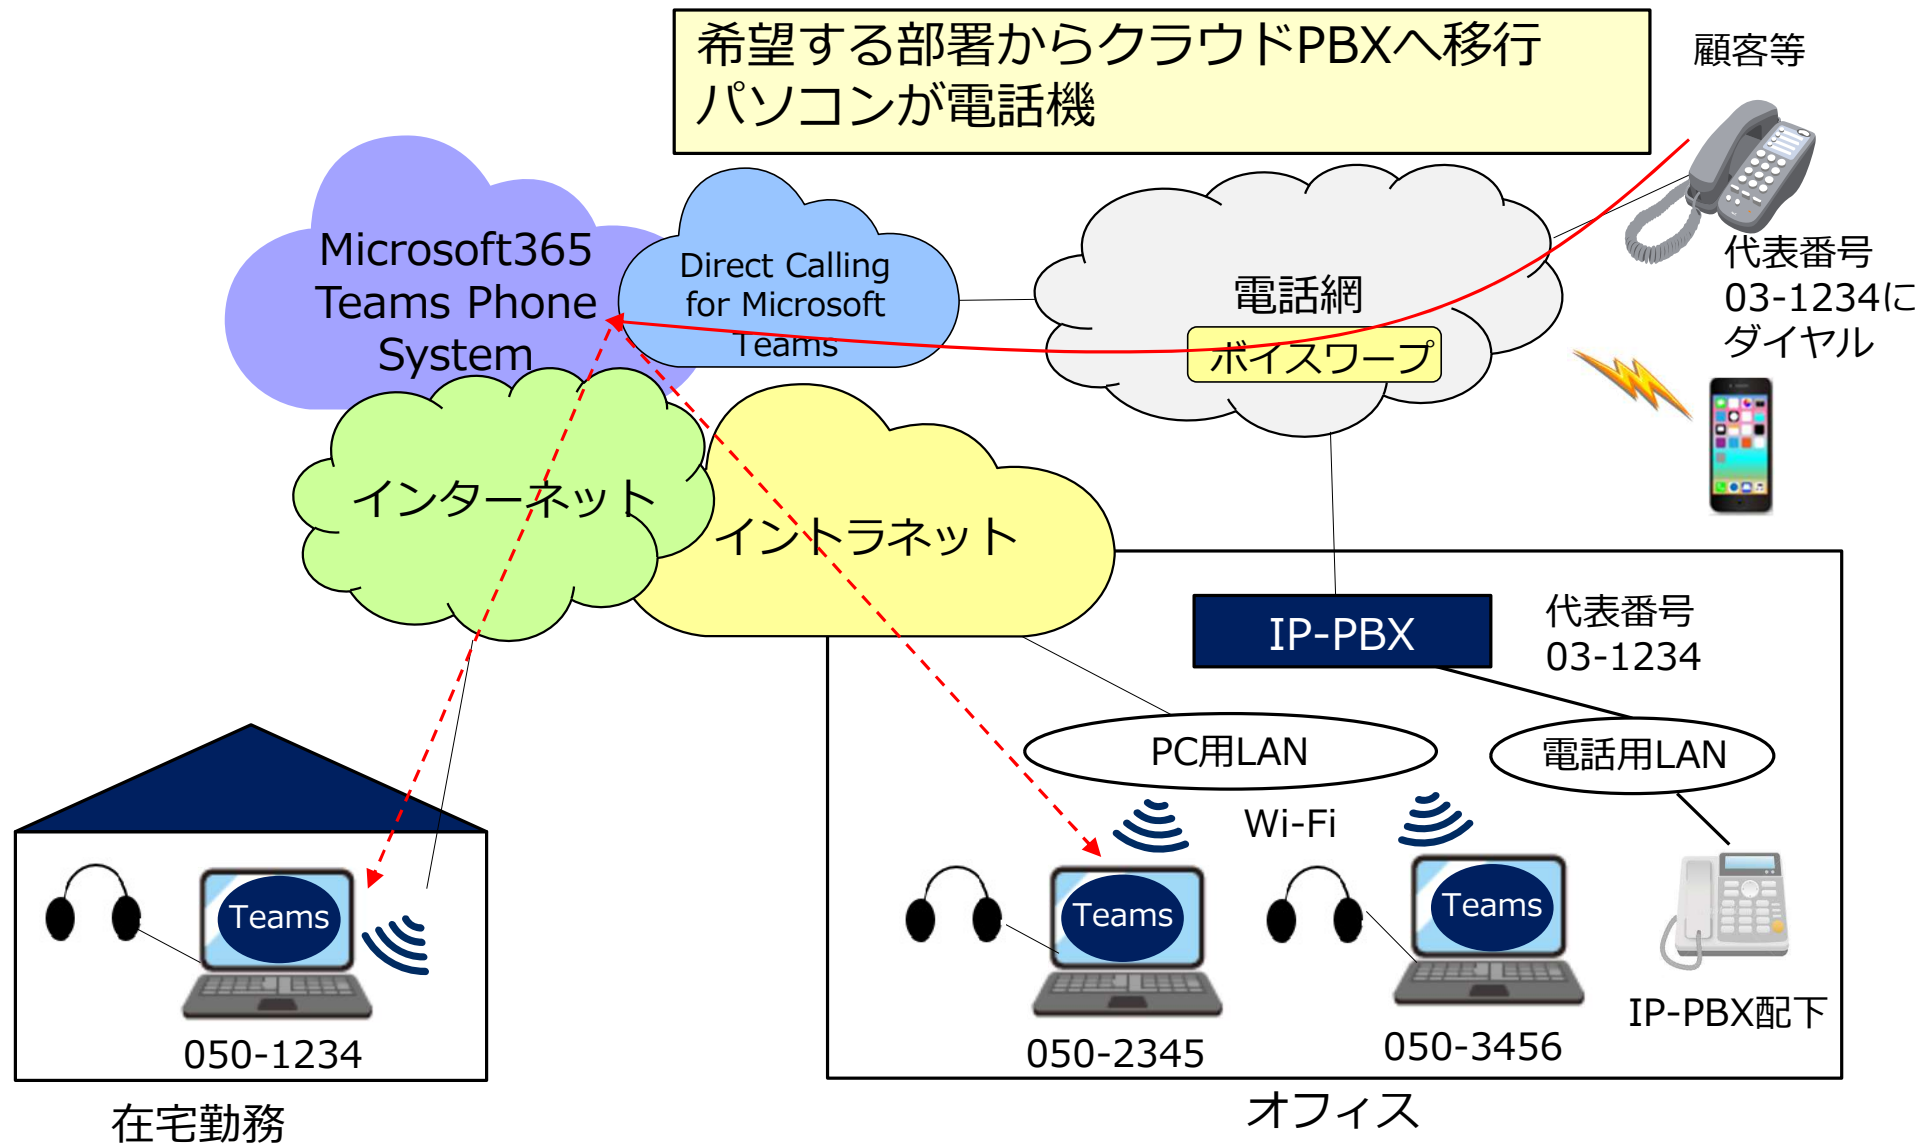 希望する部署からクラウドPBXへ移行
パソコンが電話機
顧客等
Microsoft365
Teams Phone
System
Direct Calling
for Microsoft
Teams
電話網
ボイスワープ
代表番号
03-1234に
ダイヤル
インターネット
イントラネット
IP-PBX
代表番号
03-1234
PC用LAN
電話用LAN
Wi-Fi
Teams
Teams
Teams
050-1234
050-2345
050-3456
IP-PBX配下
在宅勤務
オフィス